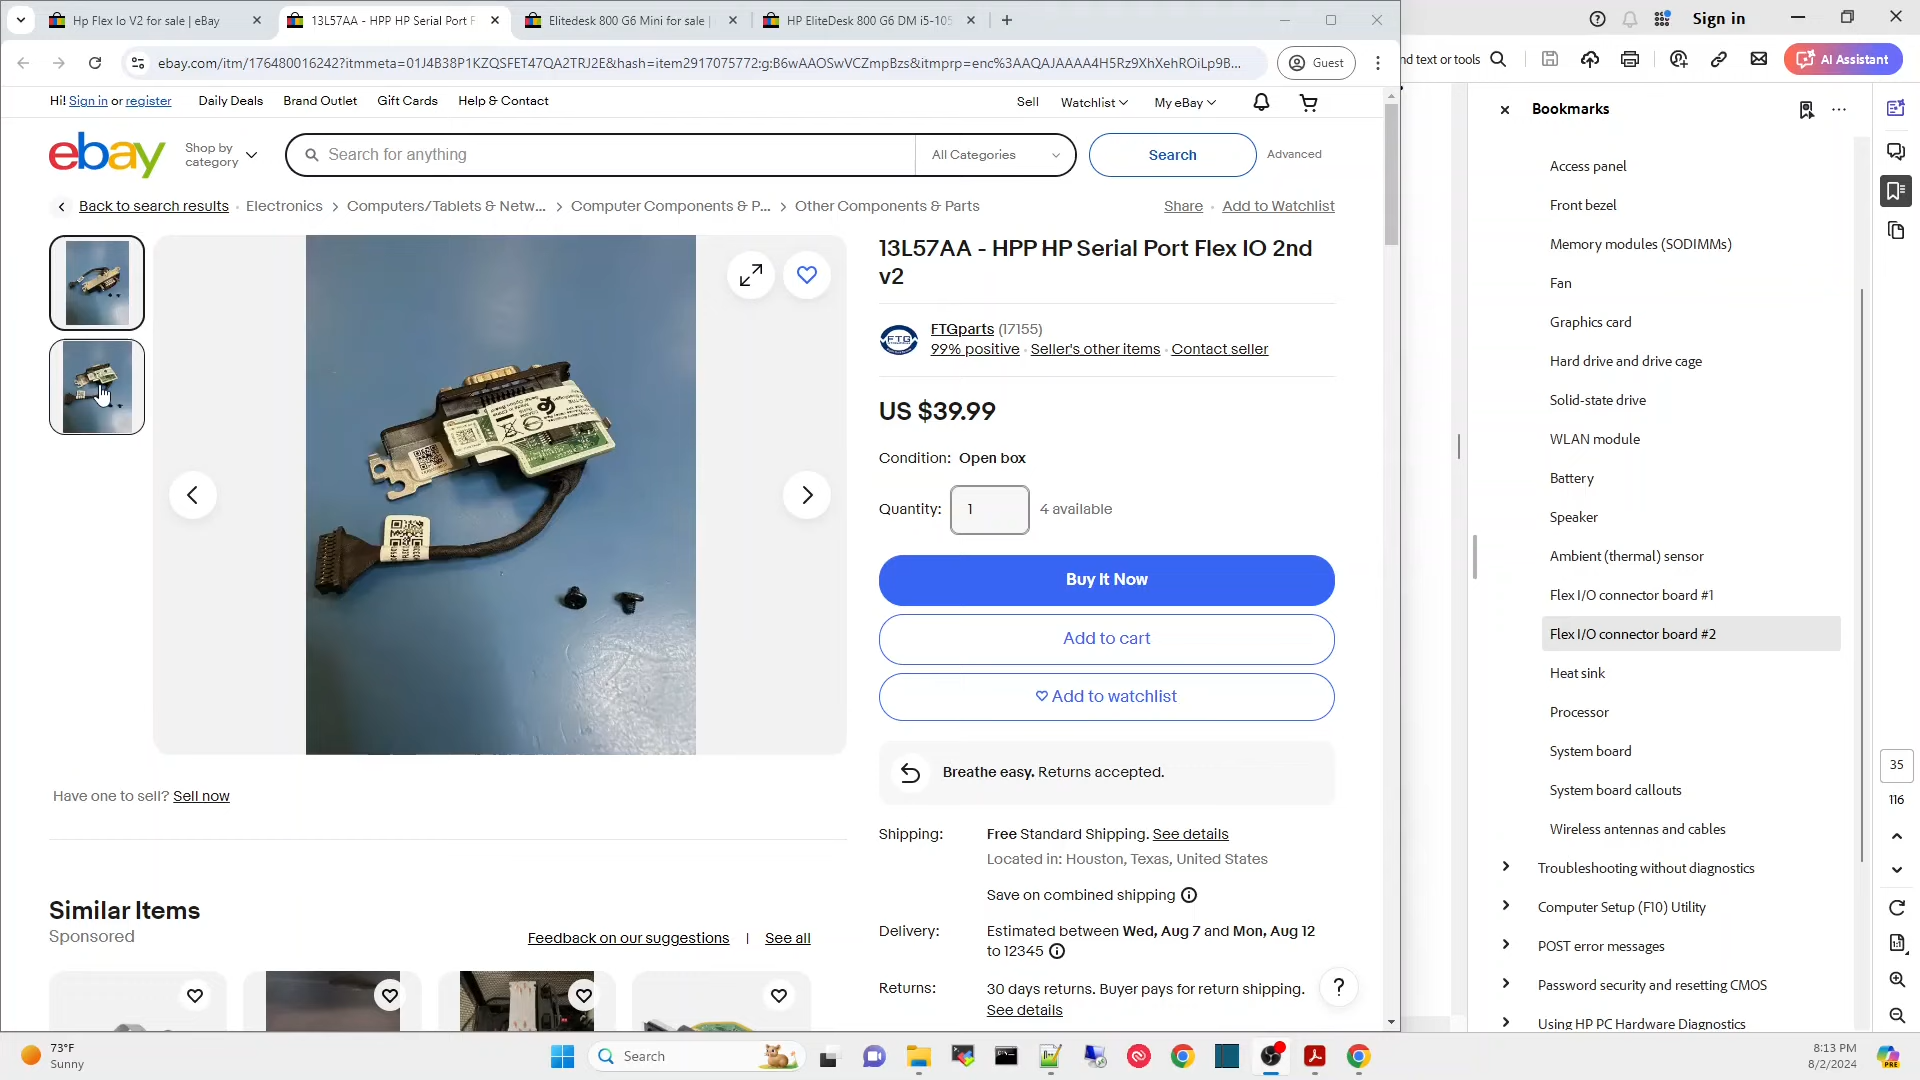 Hp Flex Io V2 for sale | eBay
13L57AA - HPP HP Serial Port F
Elitedesk 800 G6 Mini for sale |
HP EliteDesk 800 G6 DM i5-105
ebay.com/itm/176480016242?itmmeta=01J4B38P1KZQSFET47QA2TRJ2E&hash=item2917075772:g:B6wAAOSwVCZmpBzs&itmprp=enc%3AAQAJAAAA4H5Rz9XhXehROiLp9B...
Guest
Sign in
nd text or tools
AI Assistant
Hi! Sign in or register
Daily Deals
Brand Outlet
Gift Cards
Help & Contact
Sell
Watchlist
My eBay
ebay
Shop by
category
Search for anything
All Categories
Search
Advanced
Back to search results
Electronics
Computers/Tablets & Netw...
Computer Components & P...
Other Components & Parts
Share
Add to Watchlist
13L57AA - HPP HP Serial Port Flex IO 2nd
v2
FTG
FTGparts (17155)
99% positive · Seller's other items · Contact seller
US $39.99
Condition: Open box
Quantity: 1 4 available
Buy It Now
Add to cart
Add to watchlist
Breathe easy. Returns accepted.
Shipping: Free Standard Shipping. See details
Located in: Houston, Texas, United States
Save on combined shipping
Delivery: Estimated between Wed, Aug 7 and Mon, Aug 12
to 12345
Returns: 30 days returns. Buyer pays for return shipping.
See details
Have one to sell? Sell now
Similar Items
Sponsored
Feedback on our suggestions | See all
Bookmarks
Access panel
Front bezel
Memory modules (SODIMMs)
Fan
Graphics card
Hard drive and drive cage
Solid-state drive
WLAN module
Battery
Speaker
Ambient (thermal) sensor
Flex I/O connector board #1
Flex I/O connector board #2
Heat sink
Processor
System board
System board callouts
Wireless antennas and cables
Troubleshooting without diagnostics
Computer Setup (F10) Utility
POST error messages
Password security and resetting CMOS
Using HP PC Hardware Diagnostics
35
116
73°F
Sunny
Search
8:13 PM
8/2/2024
PRE